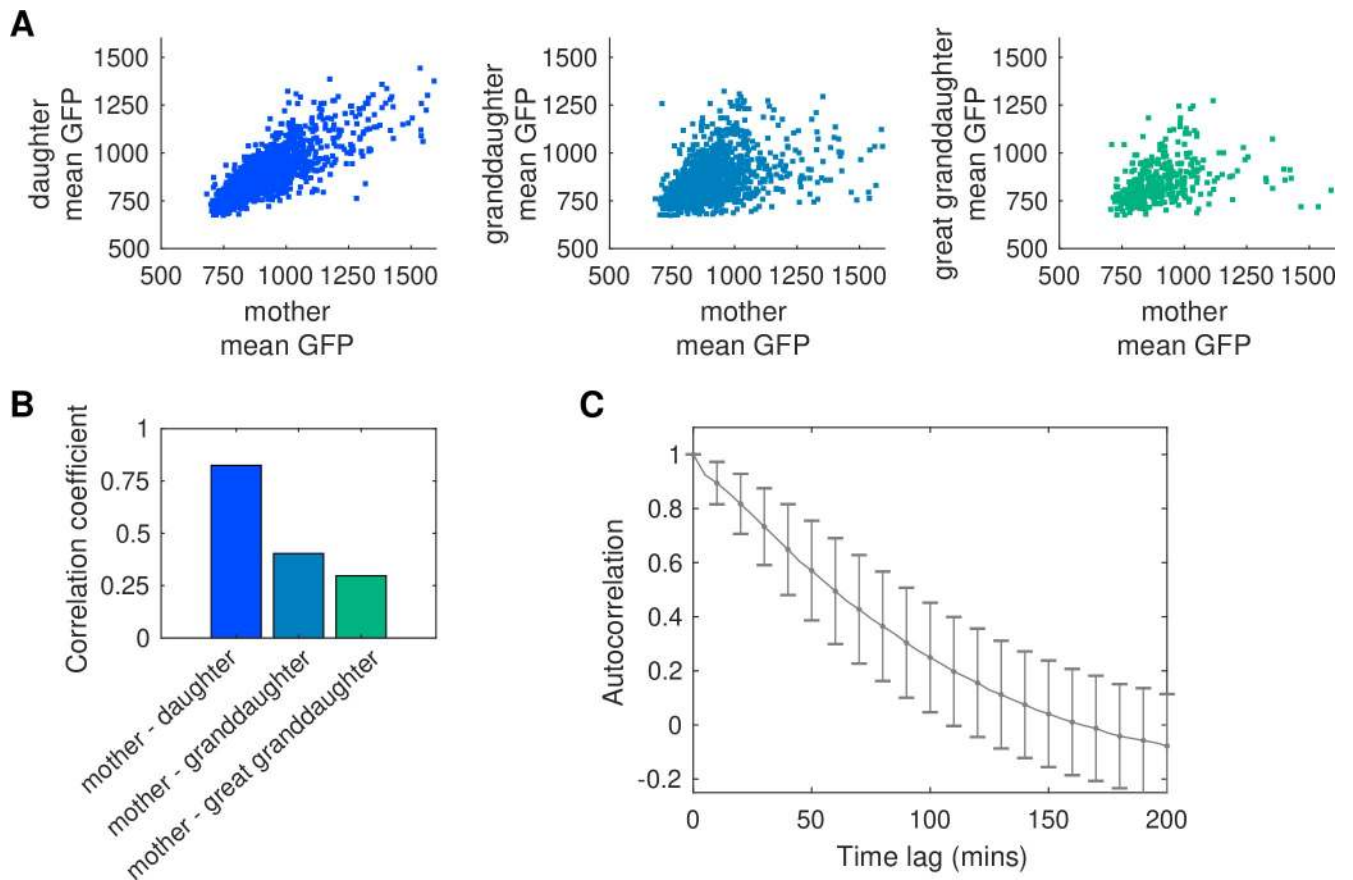 A
daughter
mean GFP
1500
1250
1000
750
500
500 750 1000 1250 1500
mother
mean GFP
granddaughter
mean GFP
1500
1250
1000
750
500
500 750 1000 1250 1500
mother
mean GFP
great granddaughter
mean GFP
1500
1250
1000
750
500
500 750 1000 1250 1500
mother
mean GFP
B
Correlation coefficient
1
0.75
0.5
0.25
0
mother - daughter
mother - granddaughter
mother - great granddaughter
C
Autocorrelation
1
0.8
0.6
0.4
0.2
0
-0.2
0 50 100 150 200
Time lag (mins)